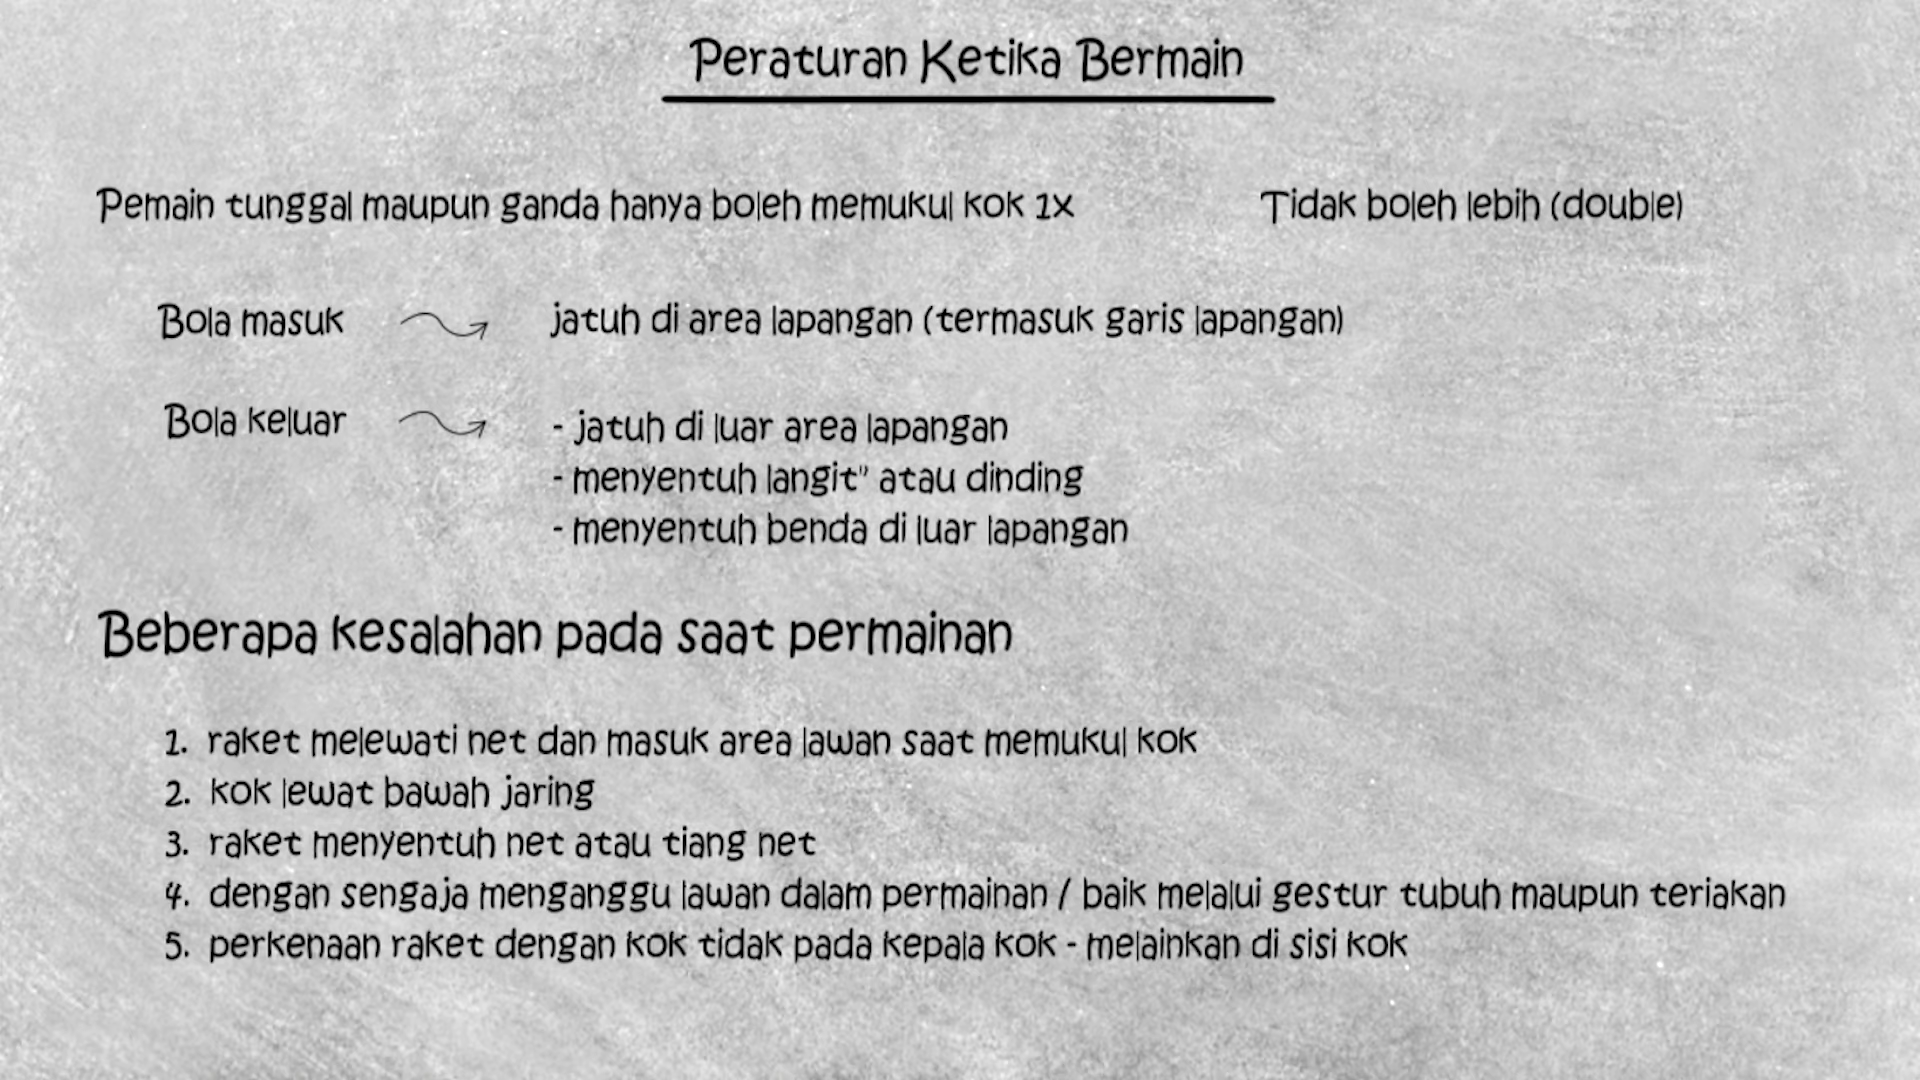 Peraturan Ketika Bermain
Pemain tunggal maupun ganda hanya boleh memukul kok 1x Tidak boleh lebih (double)
Bola masuk jatuh di area lapangan (termasuk garis lapangan)
Bola keluar - jatuh di luar area lapangan
- menyentuh langit" atau dinding
- menyentuh benda di luar lapangan
Beberapa kesalahan pada saat permainan
1. raket melewati net dan masuk area lawan saat memukul kok
2. kok lewat bawah jaring
3. raket menyentuh net atau tiang net
4. dengan sengaja menganggu lawan dalam permainan / baik melalui gestur tubuh maupun teriakan
5. perkenaan raket dengan kok tidak pada kepala kok - melainkan di sisi kok